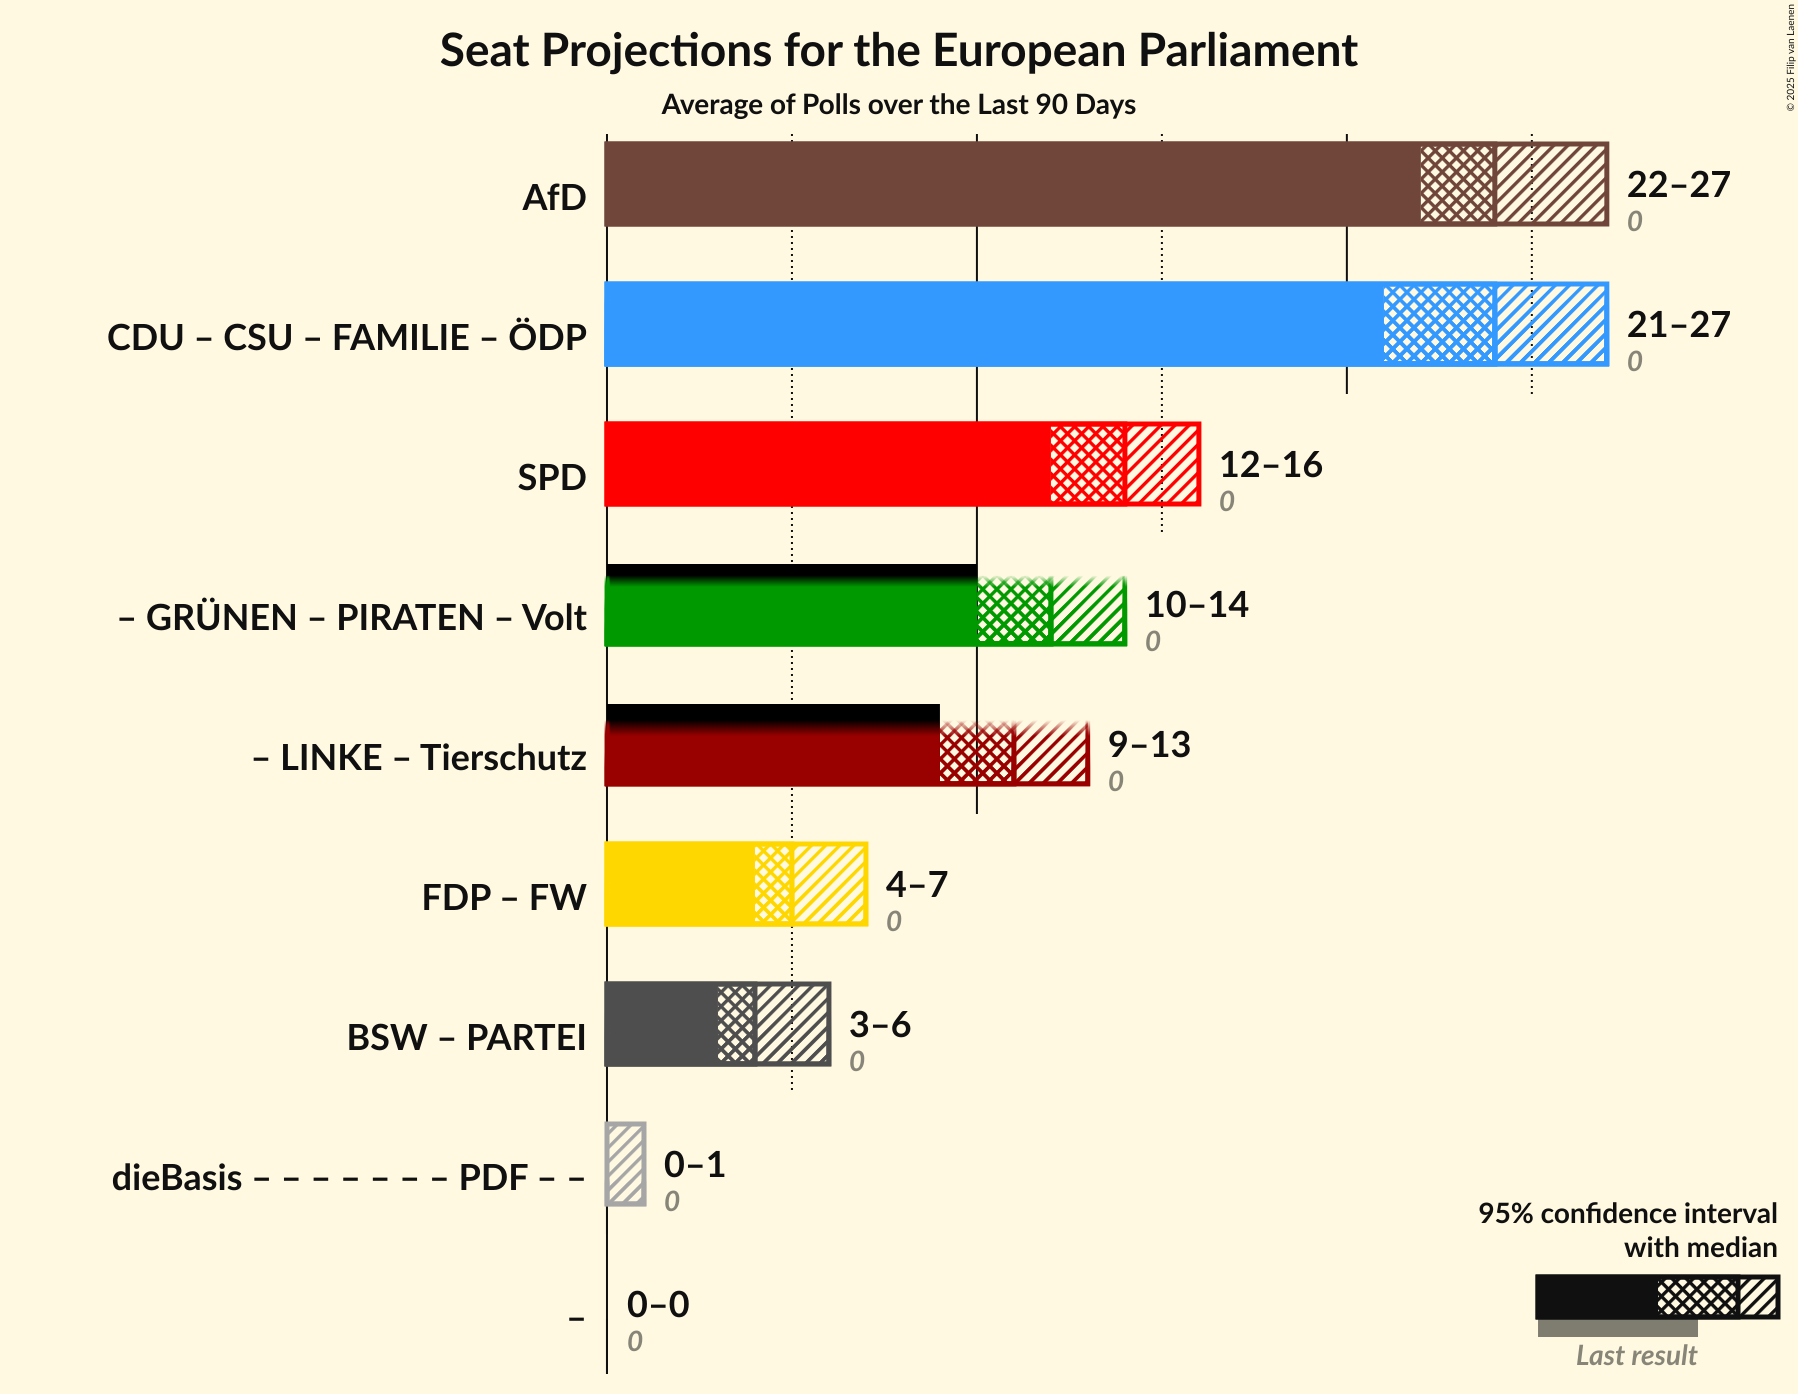 Seat Projections for the European Parliament
Average of Polls over the Last 90 Days
© 2025 Filip van Laenen
AfD
22–27
0
CDU – CSU – FAMILIE – ÖDP
21–27
0
SPD
12–16
0
– GRÜNEN – PIRATEN – Volt
10–14
0
– LINKE – Tierschutz
9–13
0
FDP – FW
4–7
0
BSW – PARTEI
3–6
0
dieBasis – – – – – – – PDF – –
0–1
0
–
0–0
0
95% confidence interval
with median
Last result